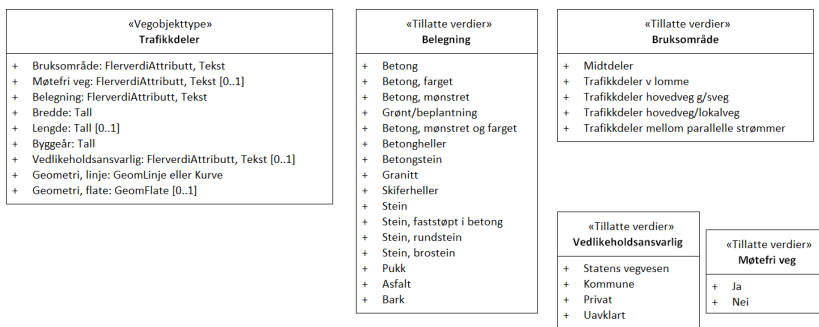 «Vegobjekttype»
Trafikkdeler
+ Bruksområde: FlerverdiAttributt, Tekst
+ Møtefri veg: FlerverdiAttributt, Tekst [0..1]
+ Belegning: FlerverdiAttributt, Tekst
+ Bredde: Tall
+ Lengde: Tall [0..1]
+ Byggeår: Tall
+ Vedlikeholdsansvarlig: FlerverdiAttributt, Tekst [0..1]
+ Geometri, linje: GeomLinje eller Kurve
+ Geometri, flate: GeomFlate [0..1]
«Tillatte verdier»
Belegning
+ Betong
+ Betong, farget
+ Betong, mønstret
+ Grønt/beplantning
+ Betong, mønstret og farget
+ Betongheller
+ Betongstein
+ Granitt
+ Skiferheller
+ Stein
+ Stein, faststøpt i betong
+ Stein, rundstein
+ Stein, brostein
+ Pukk
+ Asfalt
+ Bark
«Tillatte verdier»
Bruksområde
+ Midtdeler
+ Trafikkdeler v lomme
+ Trafikkdeler hovedveg g/sveg
+ Trafikkdeler hovedveg/lokalveg
+ Trafikkdeler mellom parallelle strømmer
«Tillatte verdier»
Vedlikeholdsansvarlig
+ Statens vegvesen
+ Kommune
+ Privat
+ Uavklart
«Tillatte verdier»
Møtefri veg
+ Ja
+ Nei